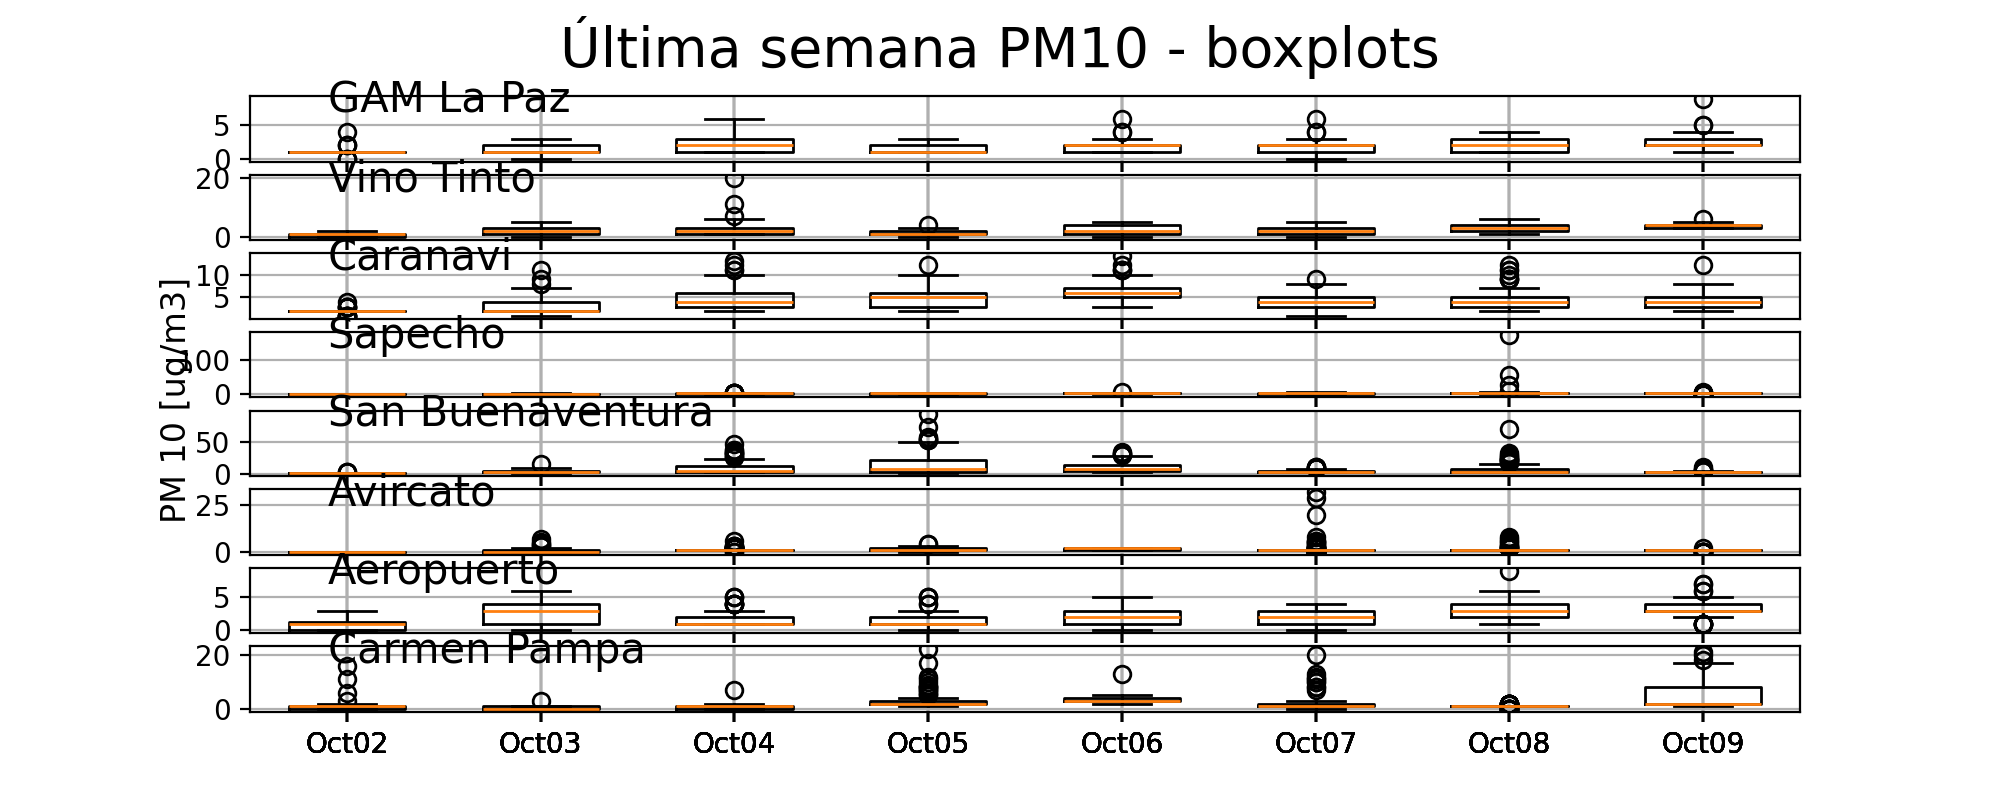 Última semana PM10 - boxplots
GAM La Paz
5
0
Vino Tinto
20
0
Caranavi
10
5
Sapecho
100
0
San Buenaventura
50
0
Avircato
25
0
Aeropuerto
5
0
Carmen Pampa
20
0
PM 10 [ug/m3]
Oct02 Oct03 Oct04 Oct05 Oct06 Oct07 Oct08 Oct09